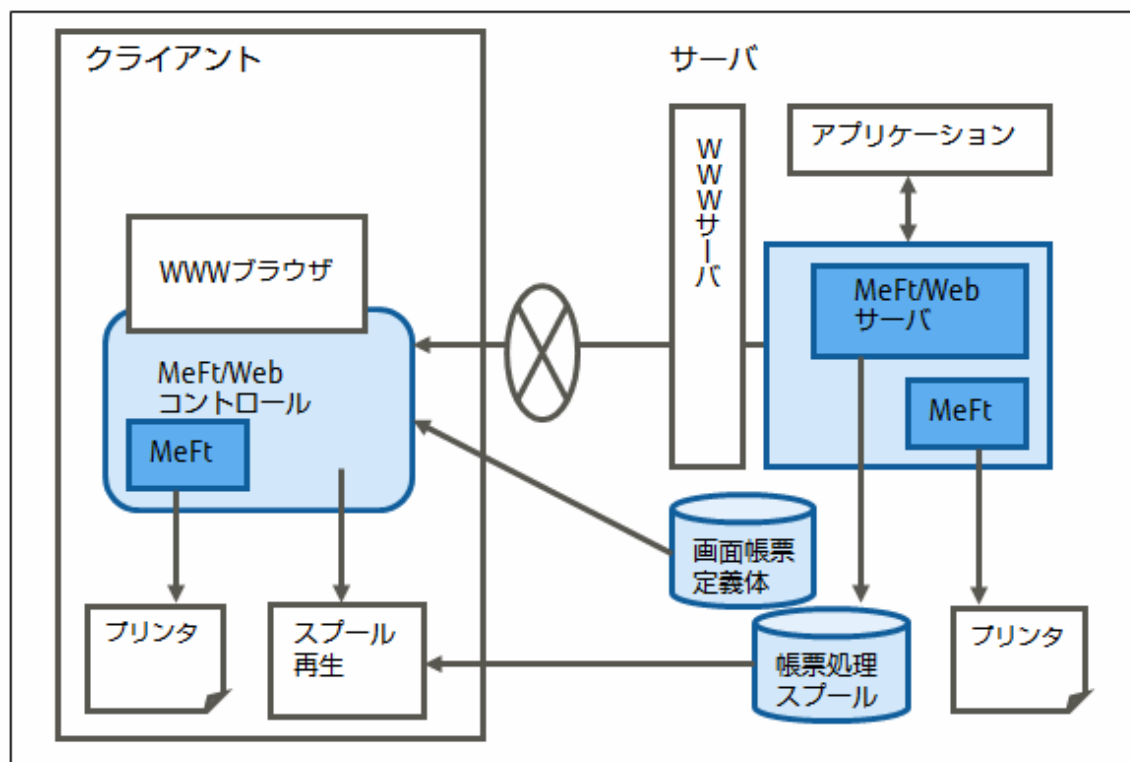 クライアント
サーバ
WWWサーバ
アプリケーション
WWWブラウザ
MeFt/Web
サーバ
MeFt/Web
コントロール
MeFt
MeFt
画面帳票
定義体
プリンタ
スプール
再生
帳票処理
スプール
プリンタ